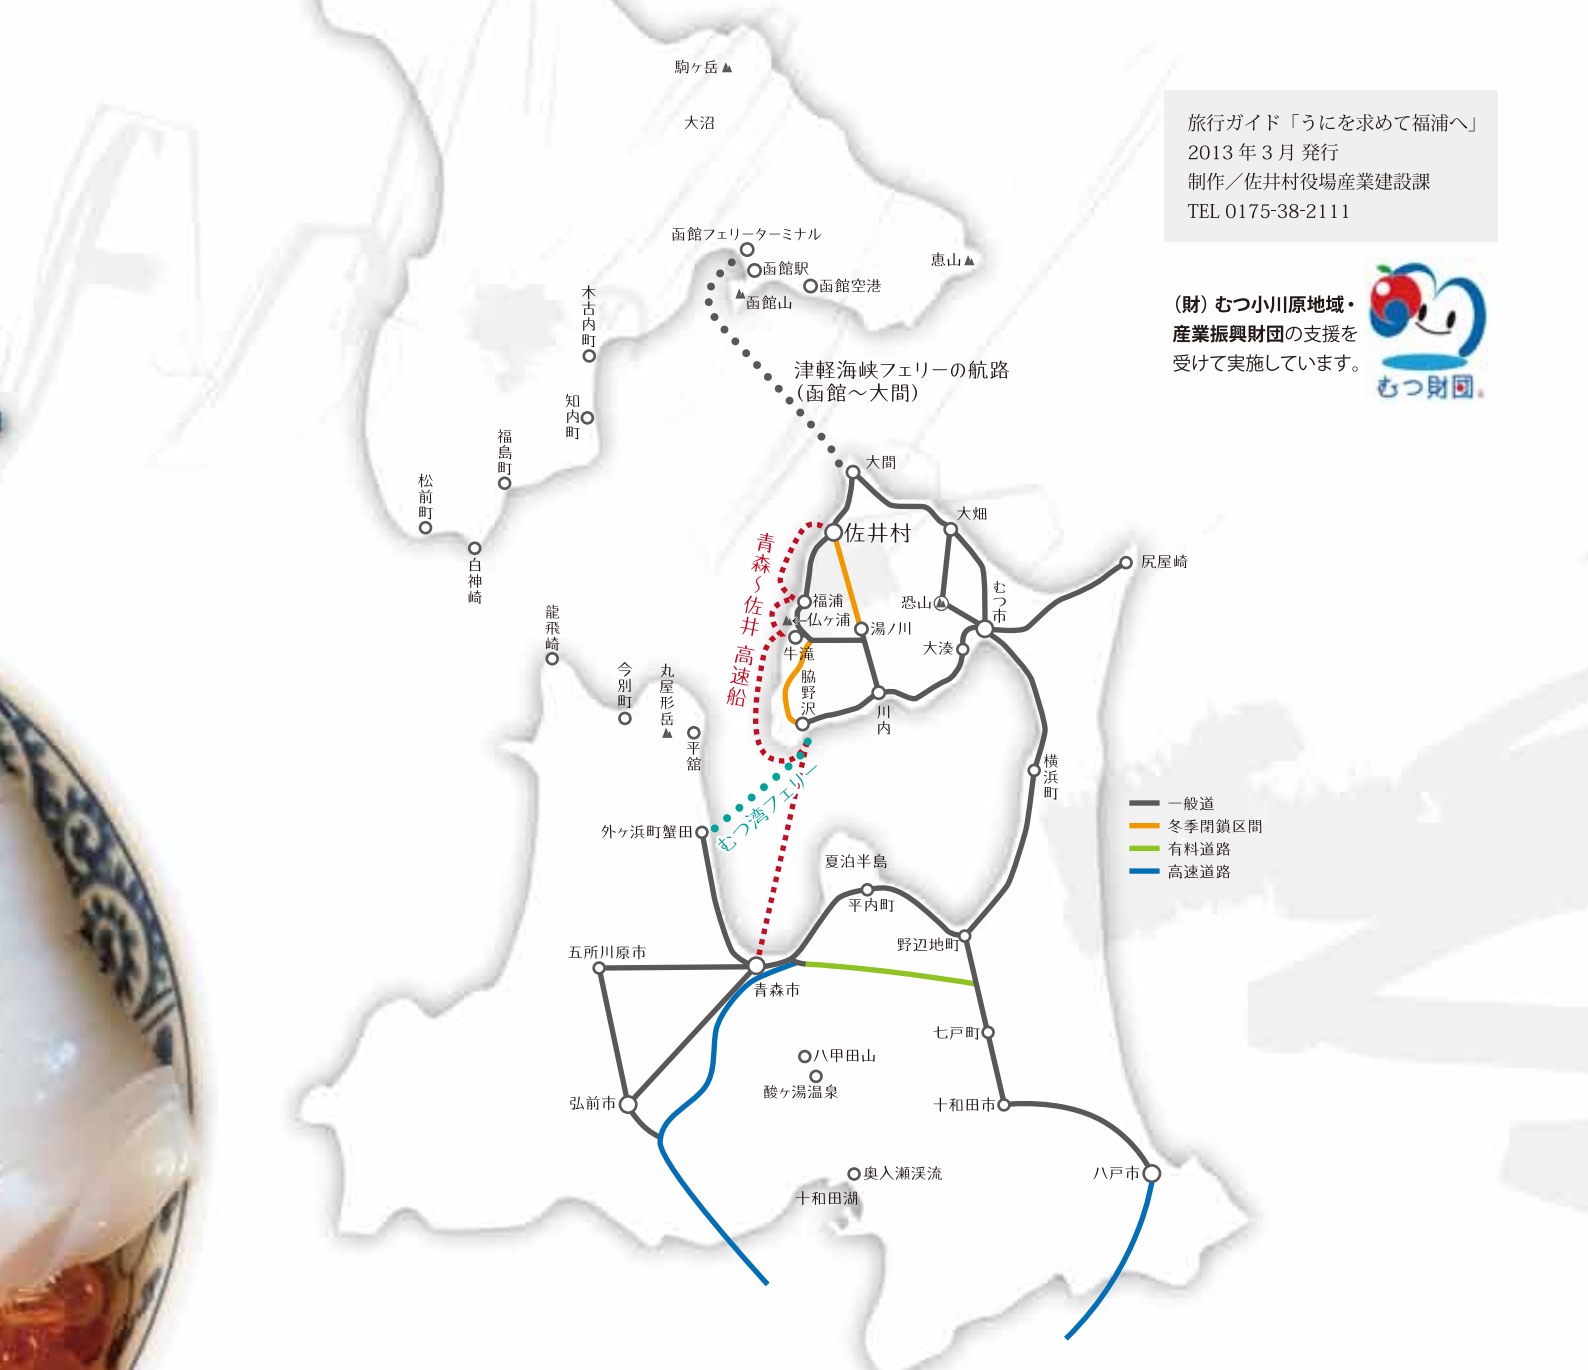 駒ヶ岳
大沼
旅行ガイド「うにを求めて福浦へ」
2013 年 3 月 発行
制作／佐井村役場産業建設課
TEL 0175-38-2111
函館フェリーターミナル
函館駅
恵山
函館空港
函館山
（財）むつ小川原地域・
産業振興財団の支援を
受けて実施しています。
むつ財団
木古内町
津軽海峡フェリーの航路
（函館～大間）
知内町
福島町
松前町
白神崎
大間
大畑
佐井村
青森～佐井 高速船
尻屋崎
むつ市
福浦
恐山
仏ヶ浦
湯ノ川
牛滝
大湊
龍飛崎
今別町
丸屋形岳
平舘
脇野沢
川内
横浜町
むつ湾フェリー
外ヶ浜町蟹田
一般道
冬季閉鎖区間
有料道路
高速道路
夏泊半島
平内町
野辺地町
五所川原市
青森市
七戸町
八甲田山
酸ヶ湯温泉
弘前市
十和田市
奥入瀬渓流
八戸市
十和田湖